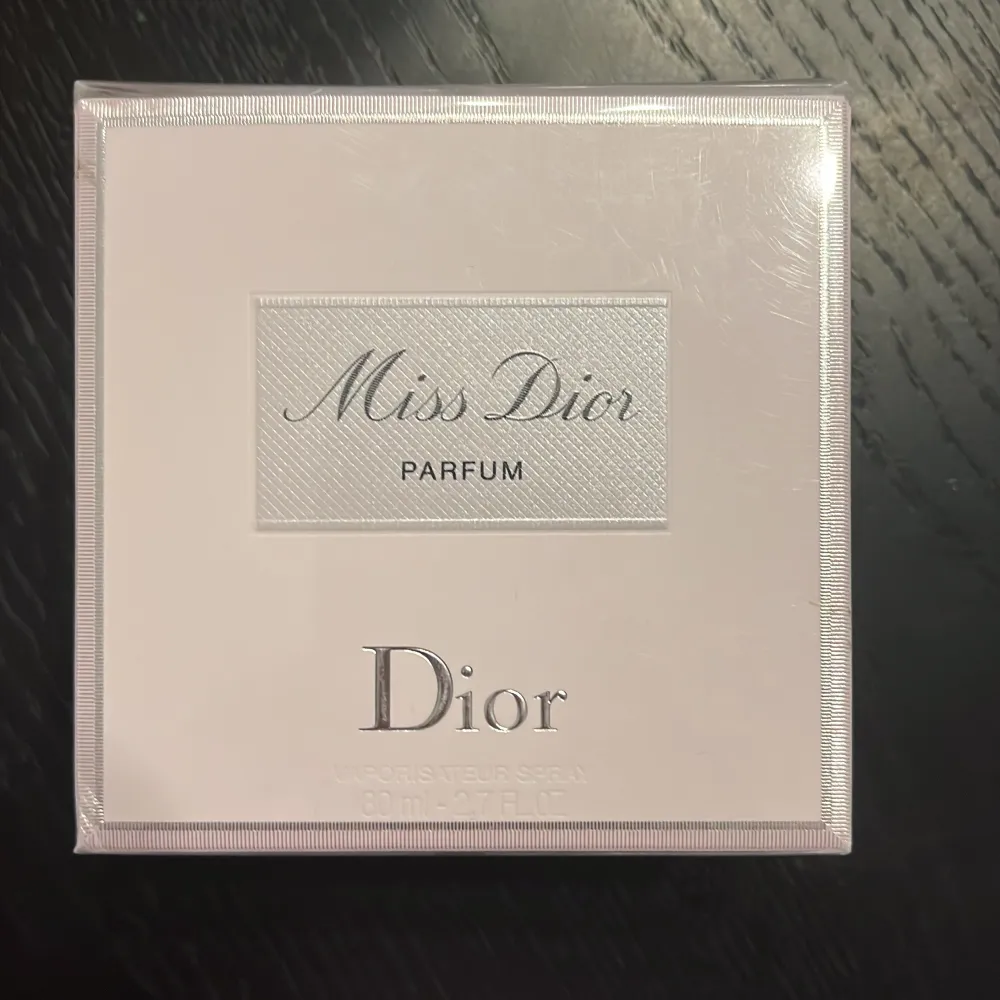 Miss Dior
PARFUM
Dior
VAPORISATEUR SPRAY
80 ml - 2.7 FL.OZ